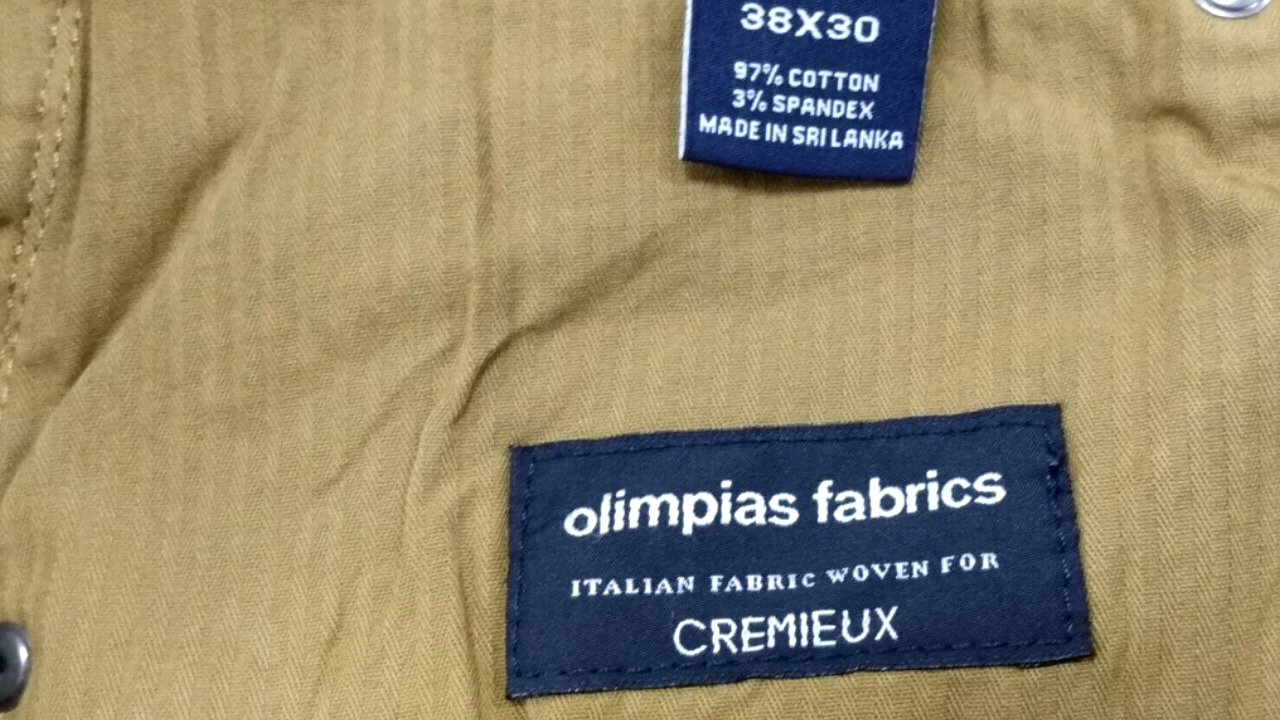 38X30
97% COTTON
3% SPANDEX
MADE IN SRI LANKA
olimpias fabrics
ITALIAN FABRIC WOVEN FOR
CREMIEUX